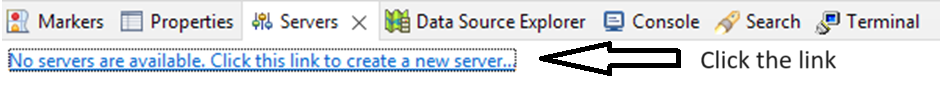 Markers Properties Servers Data Source Explorer Console Search Terminal
No servers are available. Click this link to create a new server... Click the link